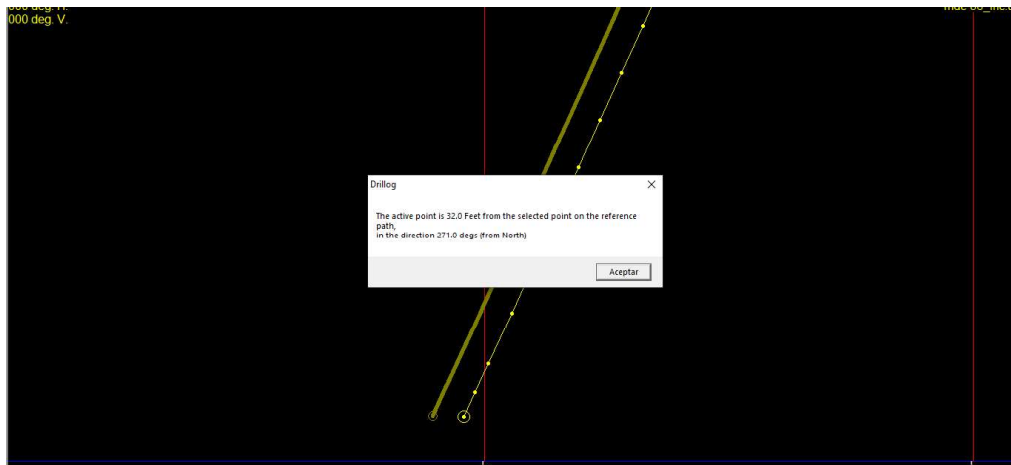 000 deg. V.
Drillog
The active point is 32.0 Feet from the selected point on the reference
path,
in the direction 271.0 degs (from North)
Aceptar